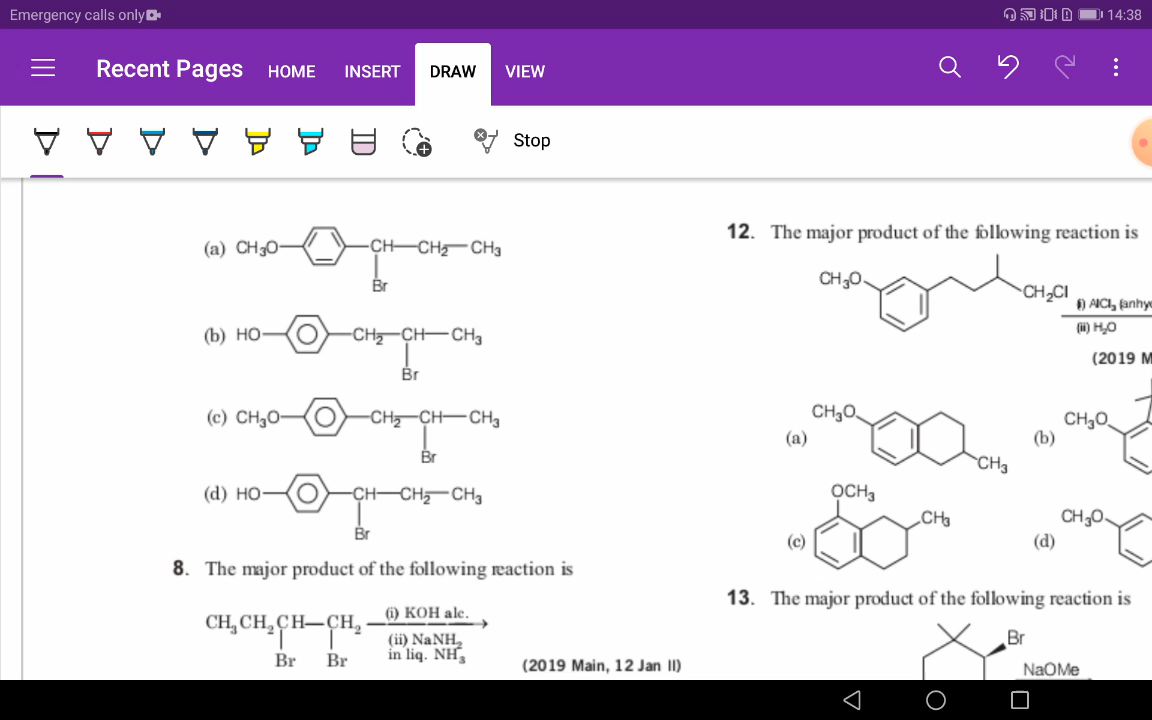 Emergency calls only
14:38
Recent Pages HOME INSERT DRAW VIEW
Stop
(a) CH3O CH—CH2—CH3
Br
(b) HO CH2—CH—CH3
Br
(c) CH3O CH2—CH—CH3
Br
(d) HO CH—CH2—CH3
Br
8. The major product of the following reaction is
CH3CH2CH—CH2 (i) KOH alc.
(ii) NaNH2
in liq. NH3
Br Br
(2019 Main, 12 Jan II)
12. The major product of the following reaction is
CH3O
CH2Cl
(i) AlCl3 (anhy
(ii) H2O
(2019 M
(a) CH3O
CH3
(b) CH3O
(c) OCH3
CH3
(d) CH3O
13. The major product of the following reaction is
Br
NaOMe